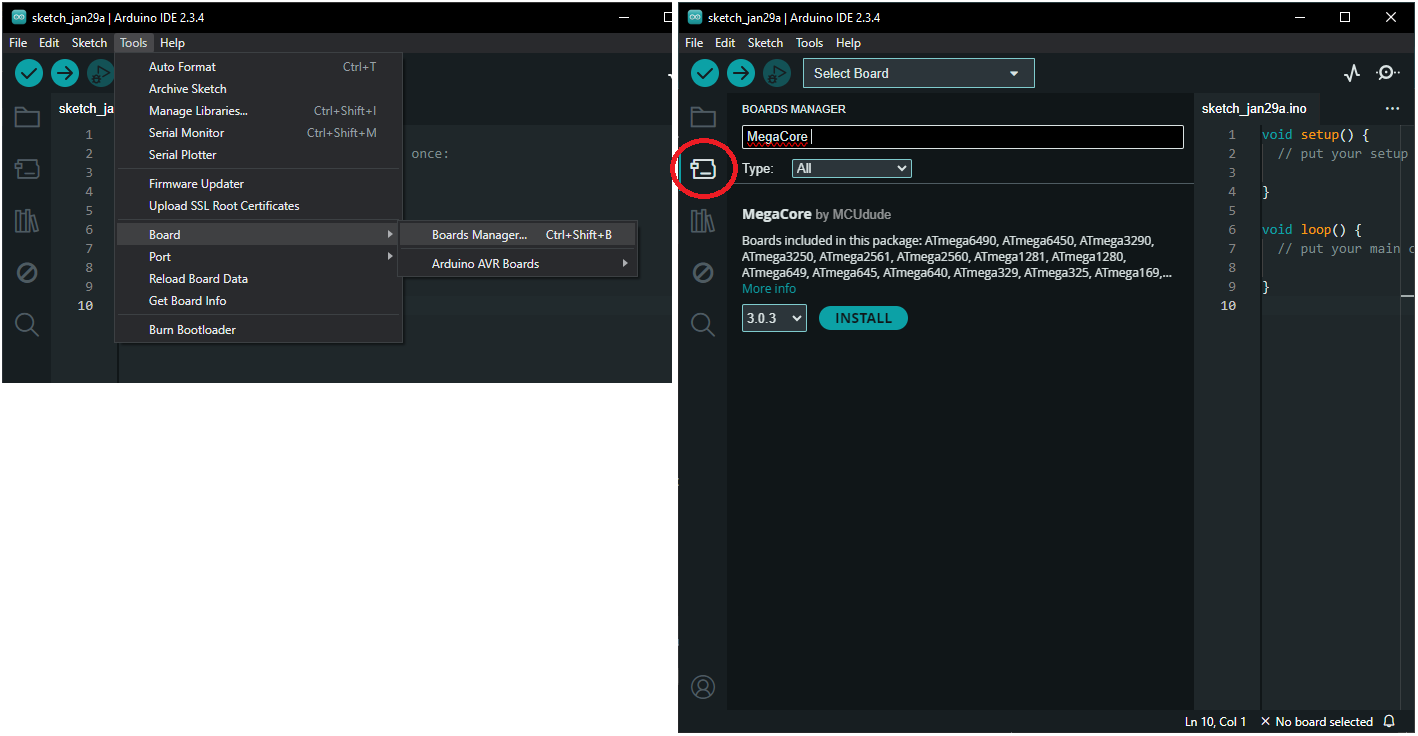 sketch_jan29a | Arduino IDE 2.3.4
File Edit Sketch Tools Help
Auto Format Ctrl+T
Archive Sketch
sketch_ja
Manage Libraries... Ctrl+Shift+I
1
Serial Monitor Ctrl+Shift+M
2
once:
Serial Plotter
3
4
Firmware Updater
5
Upload SSL Root Certificates
6
Board
Boards Manager... Ctrl+Shift+B
7
Port
Arduino AVR Boards
8
Reload Board Data
9
Get Board Info
10
Burn Bootloader
sketch_jan29a | Arduino IDE 2.3.4
File Edit Sketch Tools Help
Select Board
BOARDS MANAGER
MegaCore
Type: All
MegaCore by MCUdude
Boards included in this package: ATmega6490, ATmega6450, ATmega3290,
ATmega3250, ATmega2561, ATmega2560, ATmega1281, ATmega1280,
ATmega649, ATmega645, ATmega640, ATmega329, ATmega325, ATmega169,...
More info
3.0.3 INSTALL
sketch_jan29a.ino ...
1 void setup() {
2 // put your setup
3
4 }
5
6 void loop() {
7 // put your main
8
9 }
10
Ln 10, Col 1 No board selected